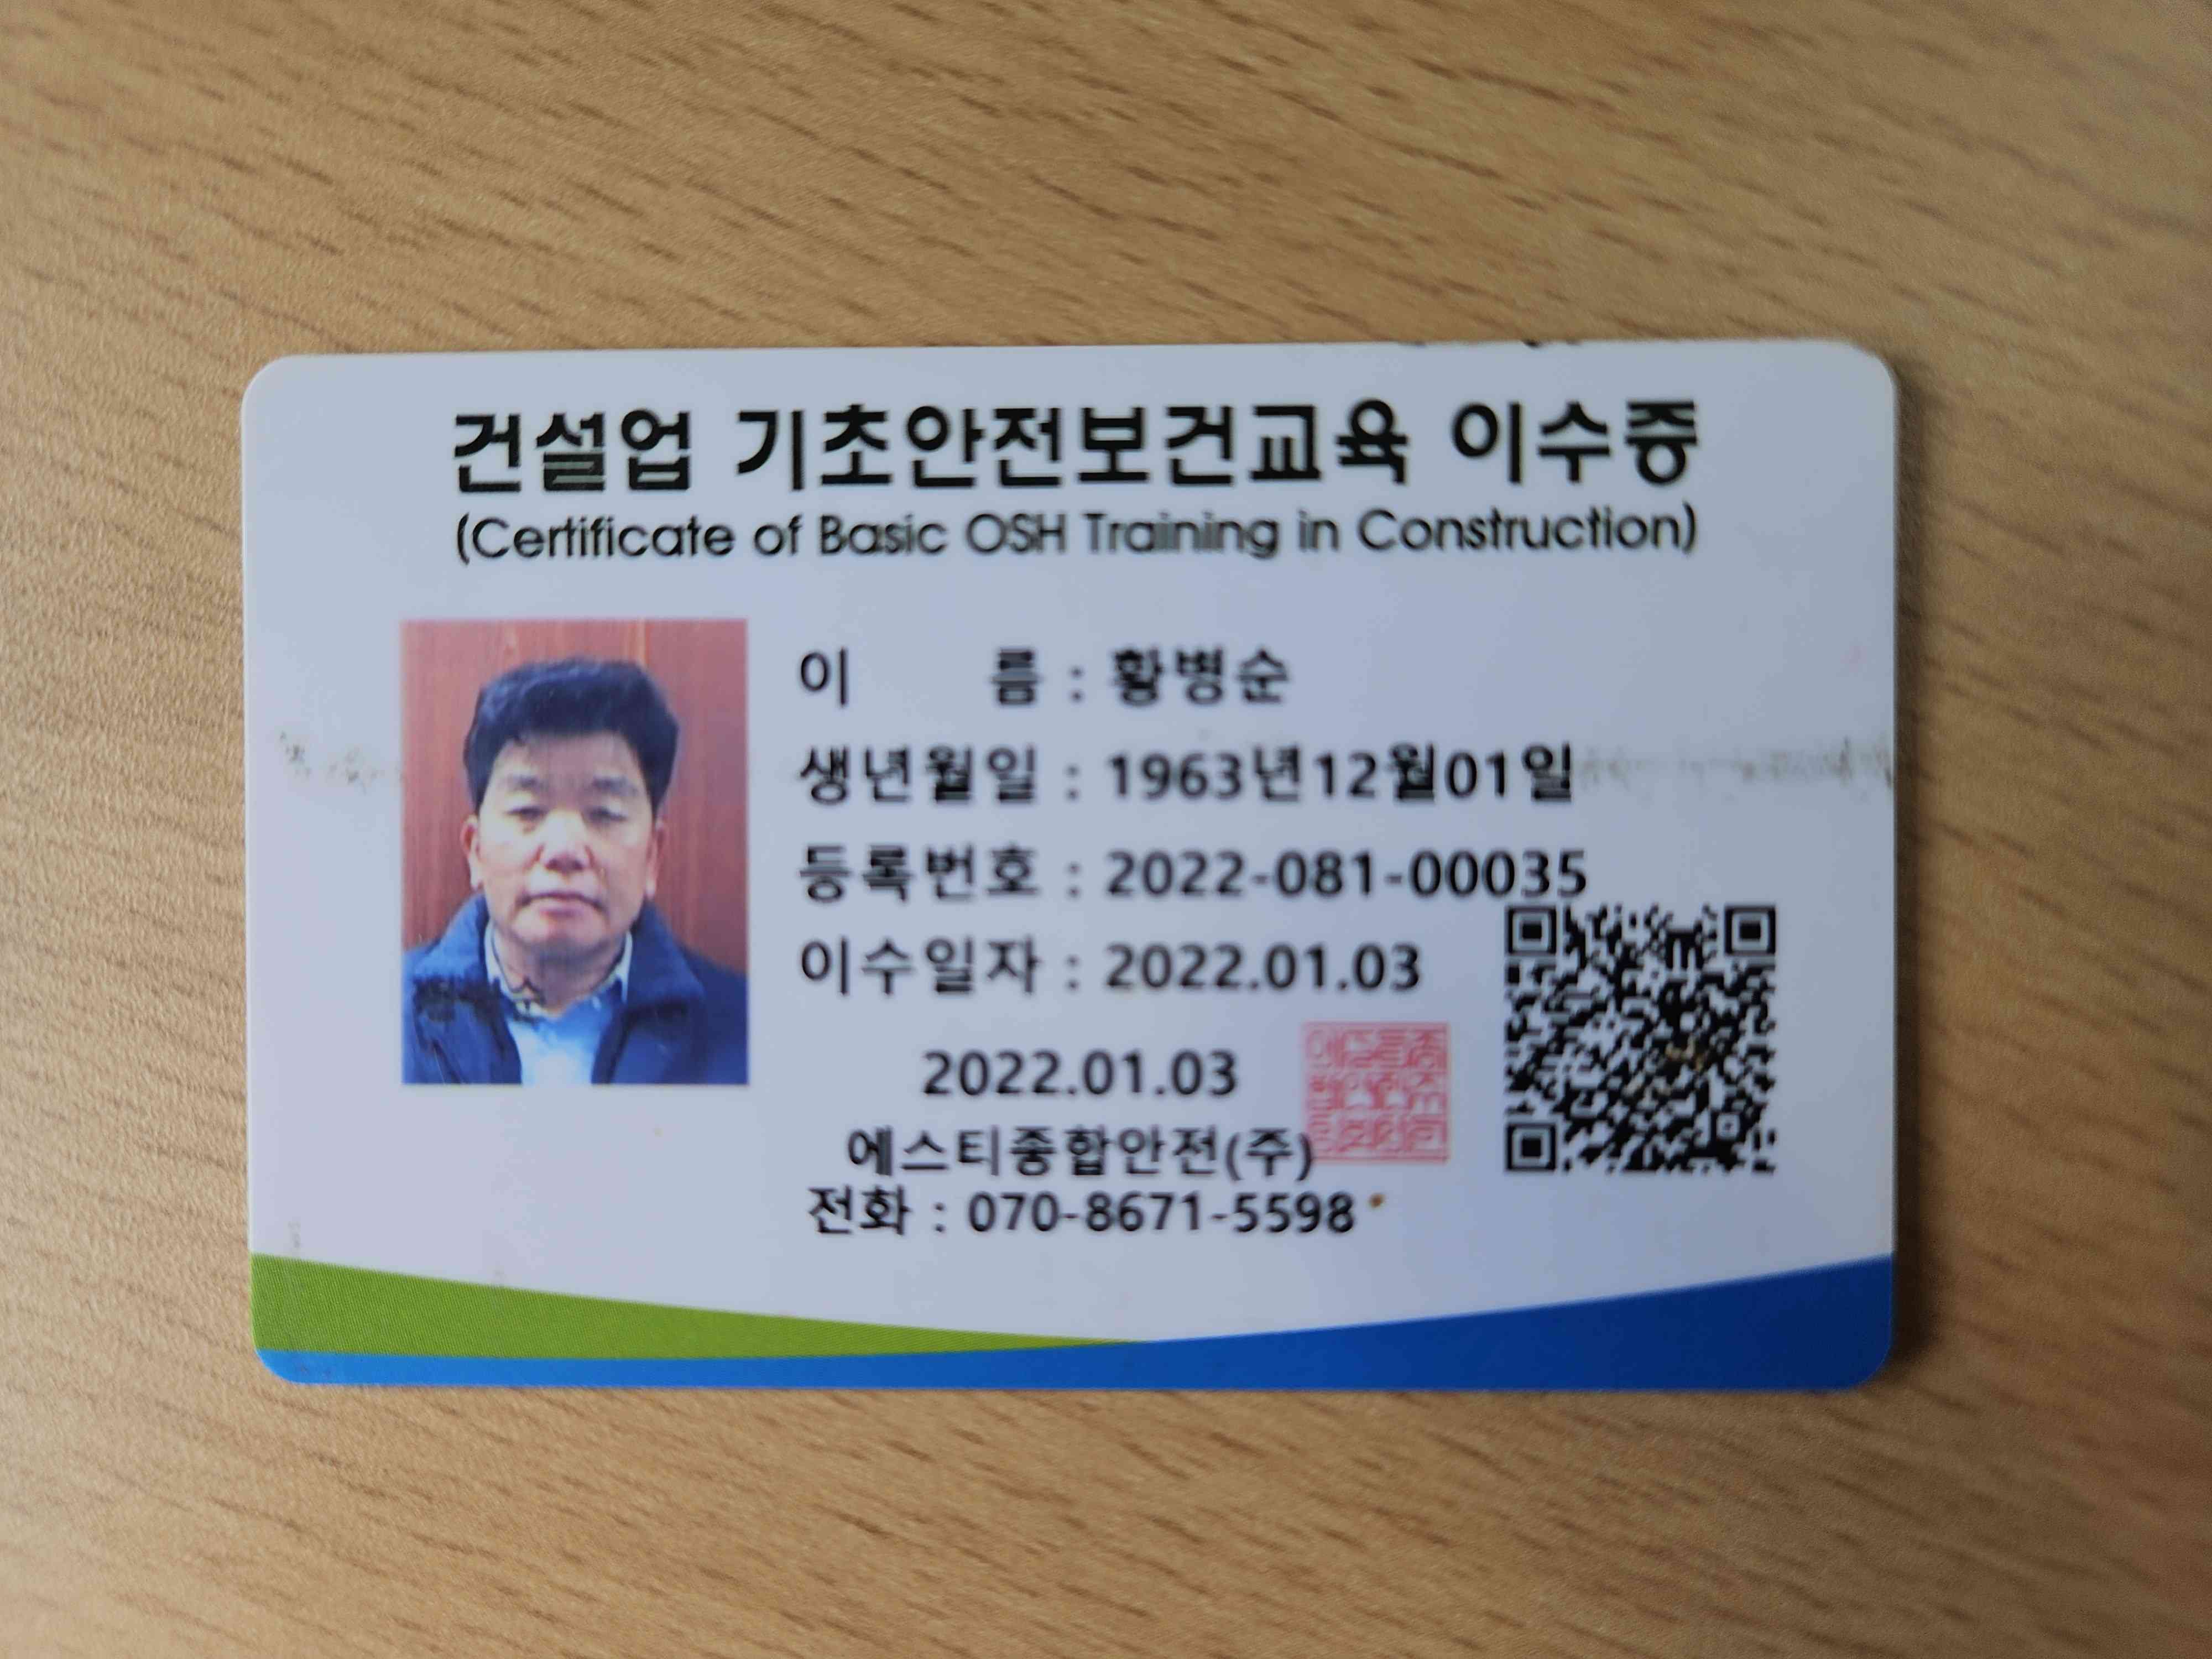 건설업 기초안전보건교육 이수증
(Certificate of Basic OSH Training in Construction)
이 름 : 황병순
생년월일 : 1963년12월01일
등록번호 : 2022-081-00035
이수일자 : 2022.01.03
2022.01.03
에스티종합안전(주)
전화 : 070-8671-5598